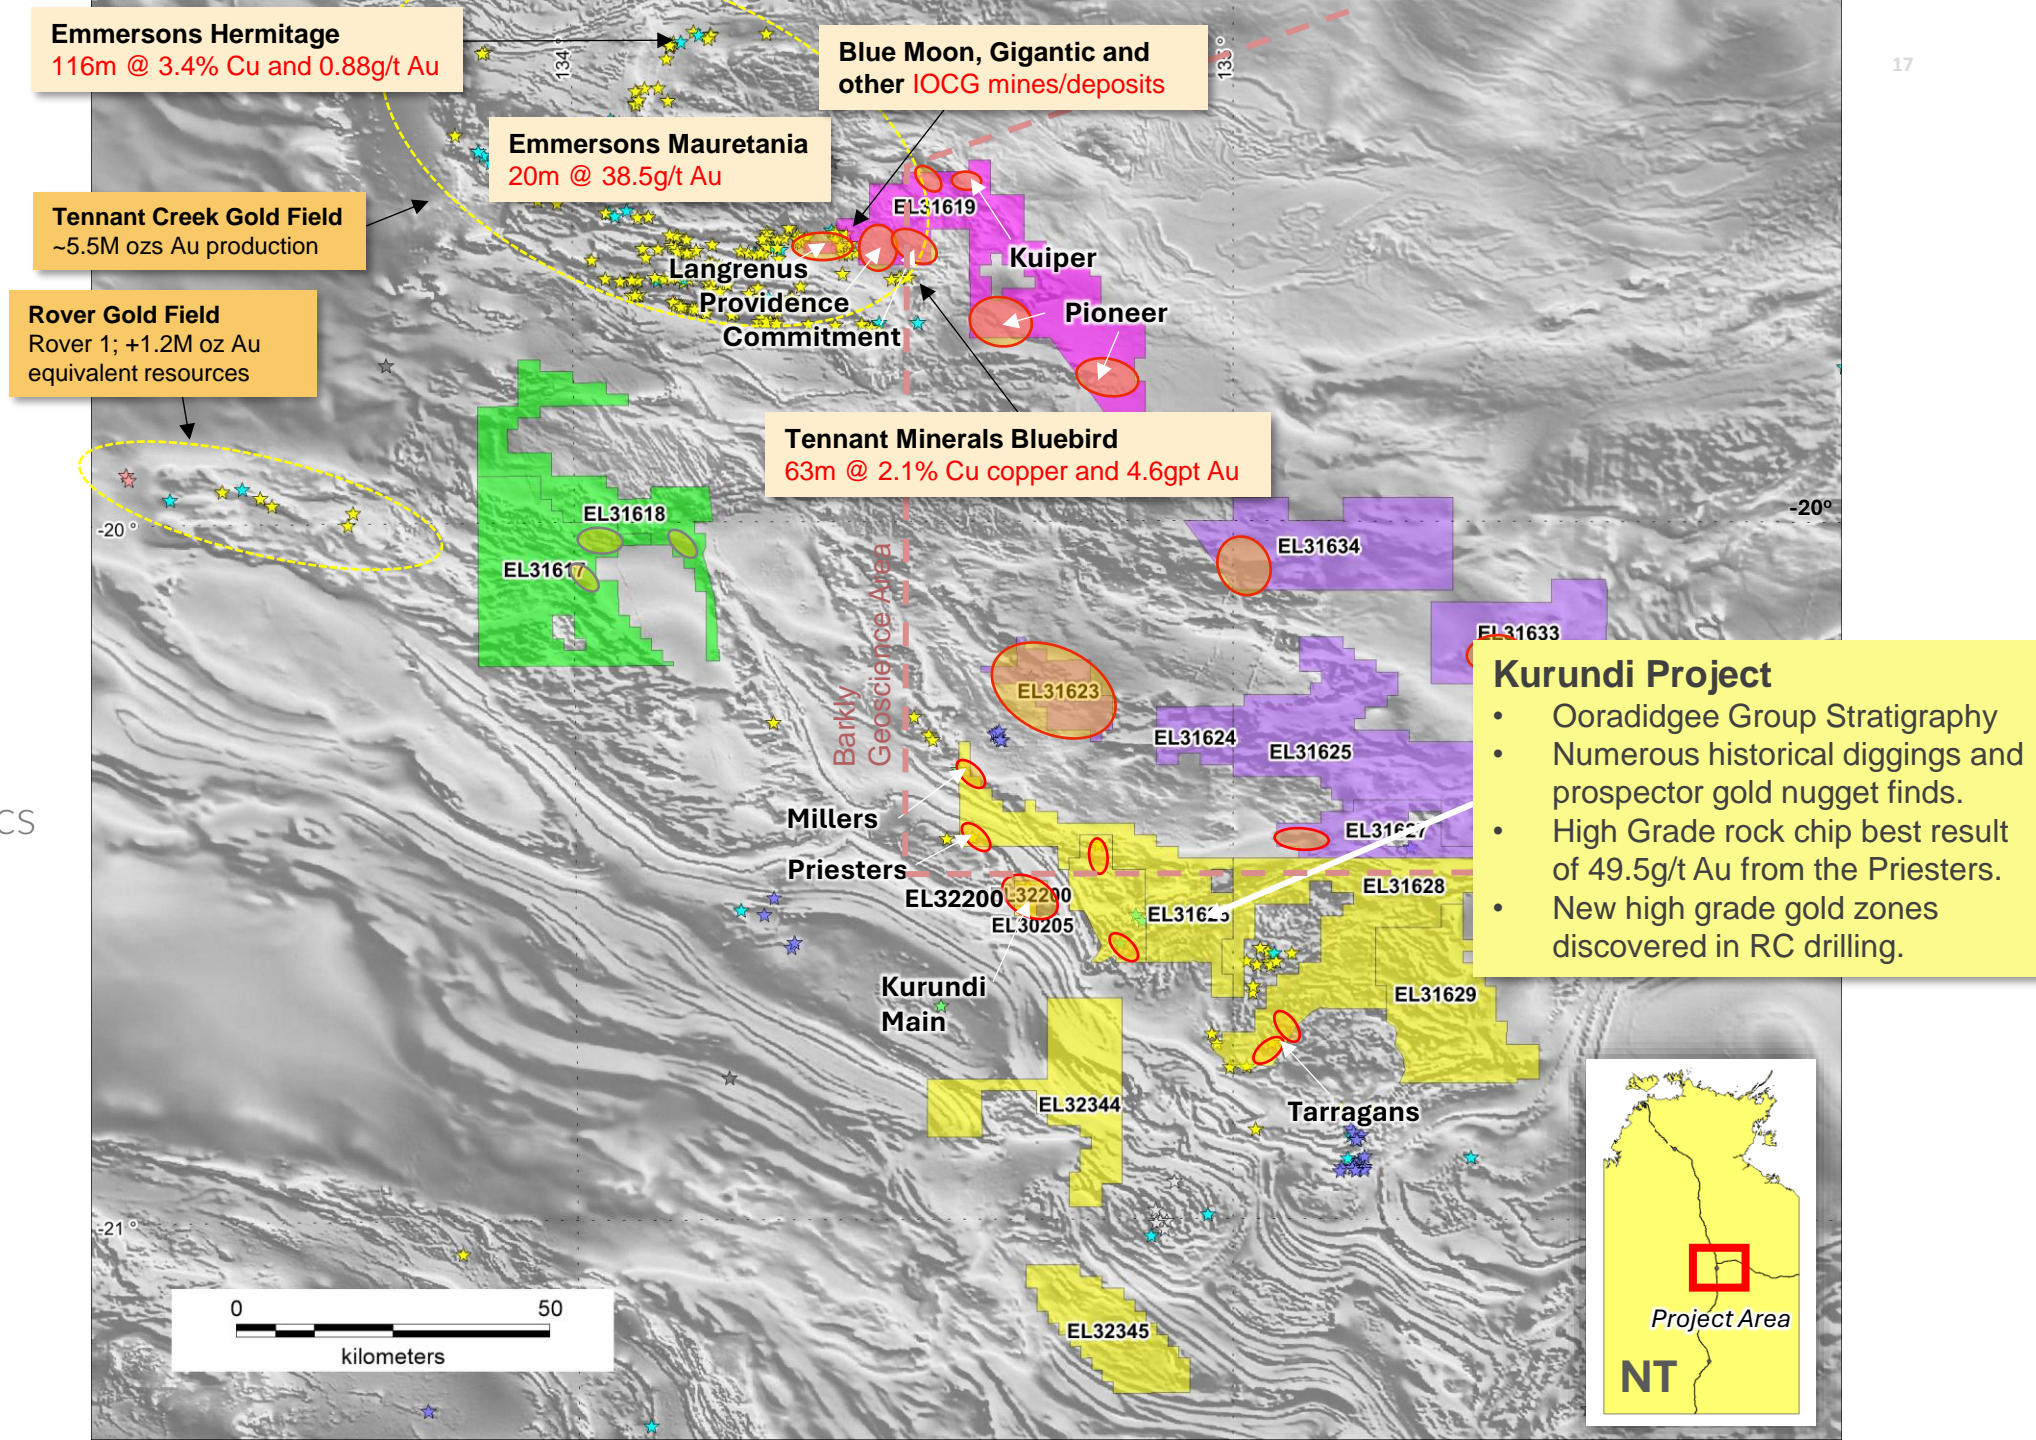 17
Emmersons Hermitage
116m @ 3.4% Cu and 0.88g/t Au
134 °
Blue Moon, Gigantic and
other IOCG mines/deposits
135 °
Emmersons Mauretania
20m @ 38.5g/t Au
Tennant Creek Gold Field
~5.5M ozs Au production
EL31619
Langrenus
Kuiper
Providence
Pioneer
Commitment
Rover Gold Field
Rover 1; +1.2M oz Au
equivalent resources
Tennant Minerals Bluebird
63m @ 2.1% Cu copper and 4.6gpt Au
-20 °
-20°
EL31618
EL31617
EL31634
EL31633
Barkly
Geoscience Area
EL31623
EL31624
EL31625
EL31627
Kurundi Project
• Ooradidgee Group Stratigraphy
• Numerous historical diggings and
prospector gold nugget finds.
• High Grade rock chip best result
of 49.5g/t Au from the Priesters.
• New high grade gold zones
discovered in RC drilling.
cs
Millers
Priesters
EL32200
EL32200
EL30205
EL31628
EL31626
Kurundi
Main
EL31629
EL32344
Tarragans
-21 °
EL32345
0 50
kilometers
Project Area
NT